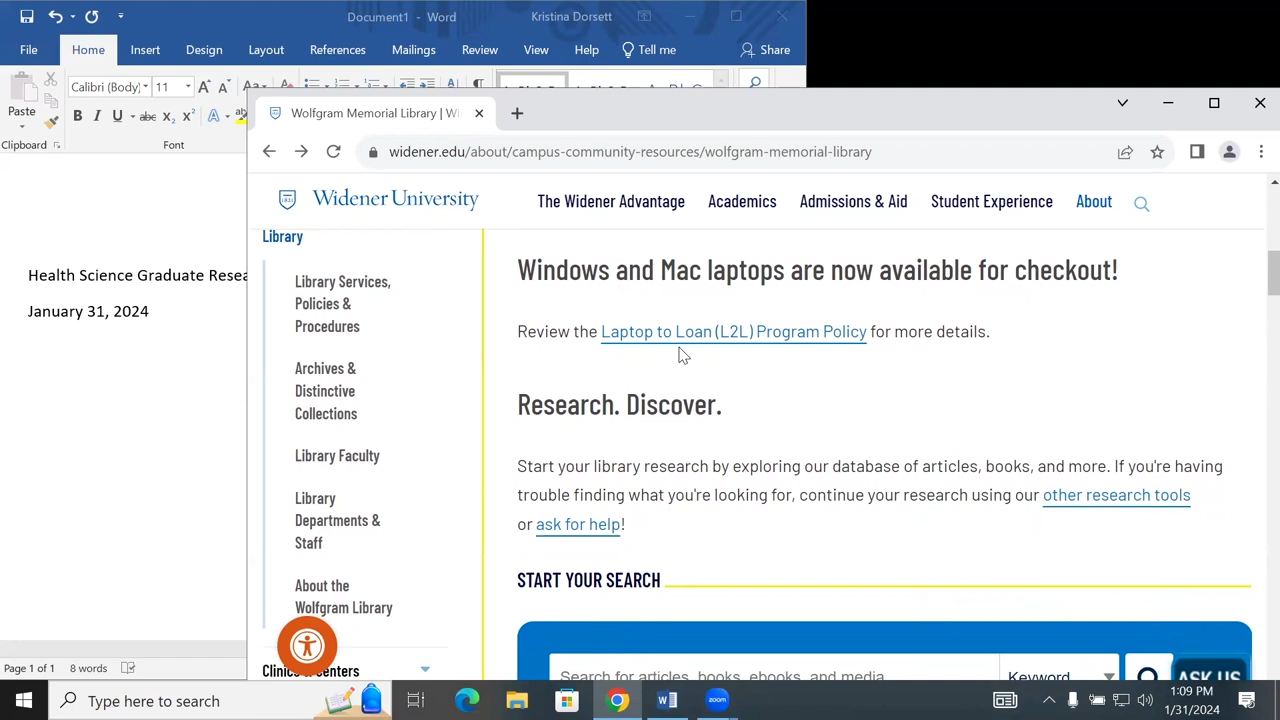 Document1 - Word
Kristina Dorsett
File Home Insert Design Layout References Mailings Review View Help Tell me Share
Calibri (Body) 11
Paste
Clipboard
Font
Health Science Graduate Resea
January 31, 2024
Page 1 of 1 8 words
Wolfgram Memorial Library | Wi
widener.edu/about/campus-community-resources/wolfgram-memorial-library
Widener University
The Widener Advantage Academics Admissions & Aid Student Experience About
Library
Library Services,
Policies &
Procedures
Archives &
Distinctive
Collections
Library Faculty
Library
Departments &
Staff
About the
Wolfgram Library
Clinics & Centers
Windows and Mac laptops are now available for checkout!
Review the Laptop to Loan (L2L) Program Policy for more details.
Research. Discover.
Start your library research by exploring our database of articles, books, and more. If you're having
trouble finding what you're looking for, continue your research using our other research tools
or ask for help!
START YOUR SEARCH
Search for articles, books, ebooks, and media
Keyword
ASK US
Type here to search
zoom
1:09 PM
1/31/2024